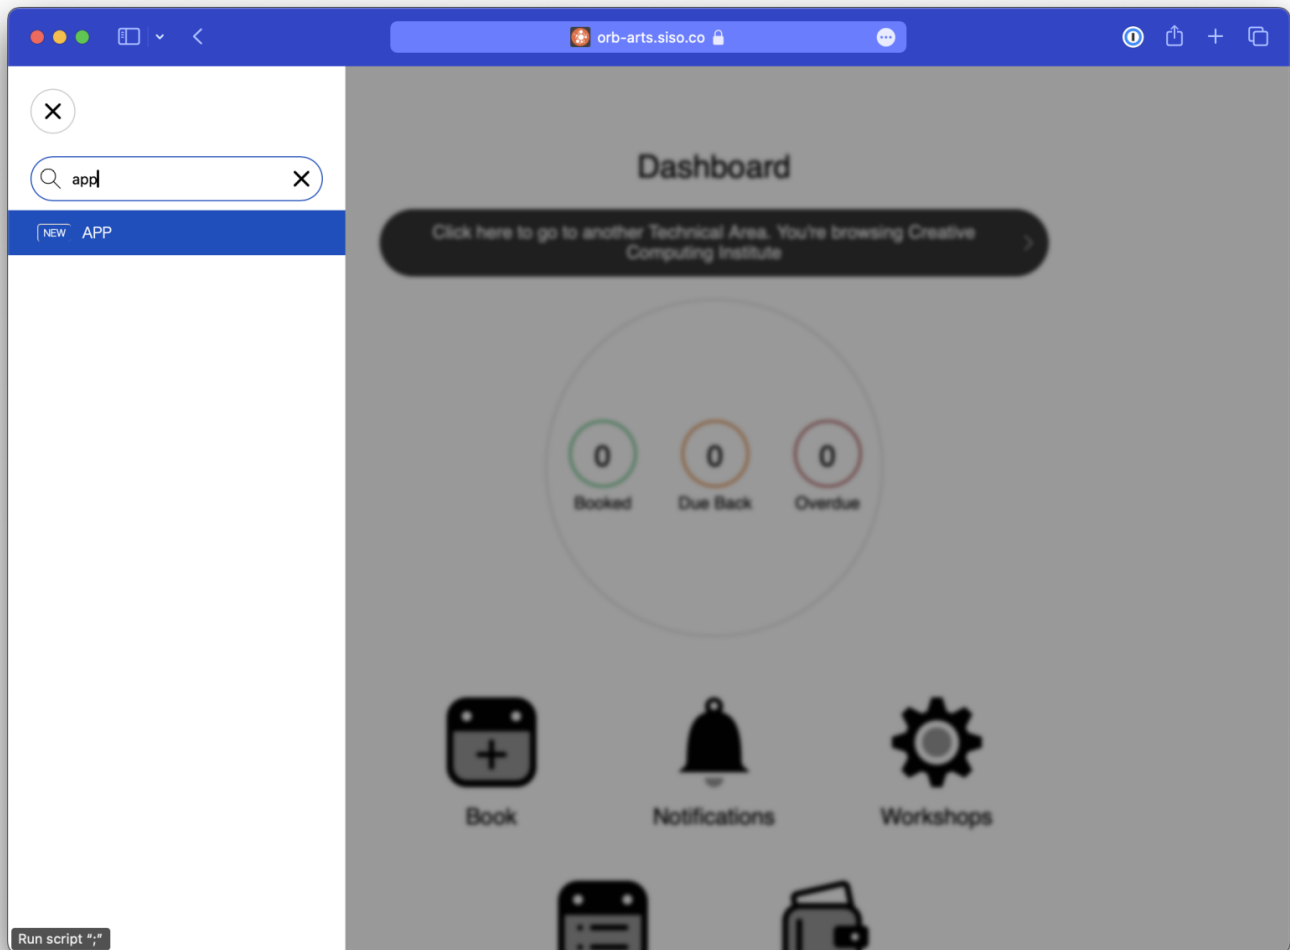 orb-arts.siso.co
app
NEW APP
Dashboard
Click here to go to another Technical Area. You're browsing Creative
Computing Institute
0 0 0
Booked Due Back Overdue
Book Notifications Workshops
Run script “;”